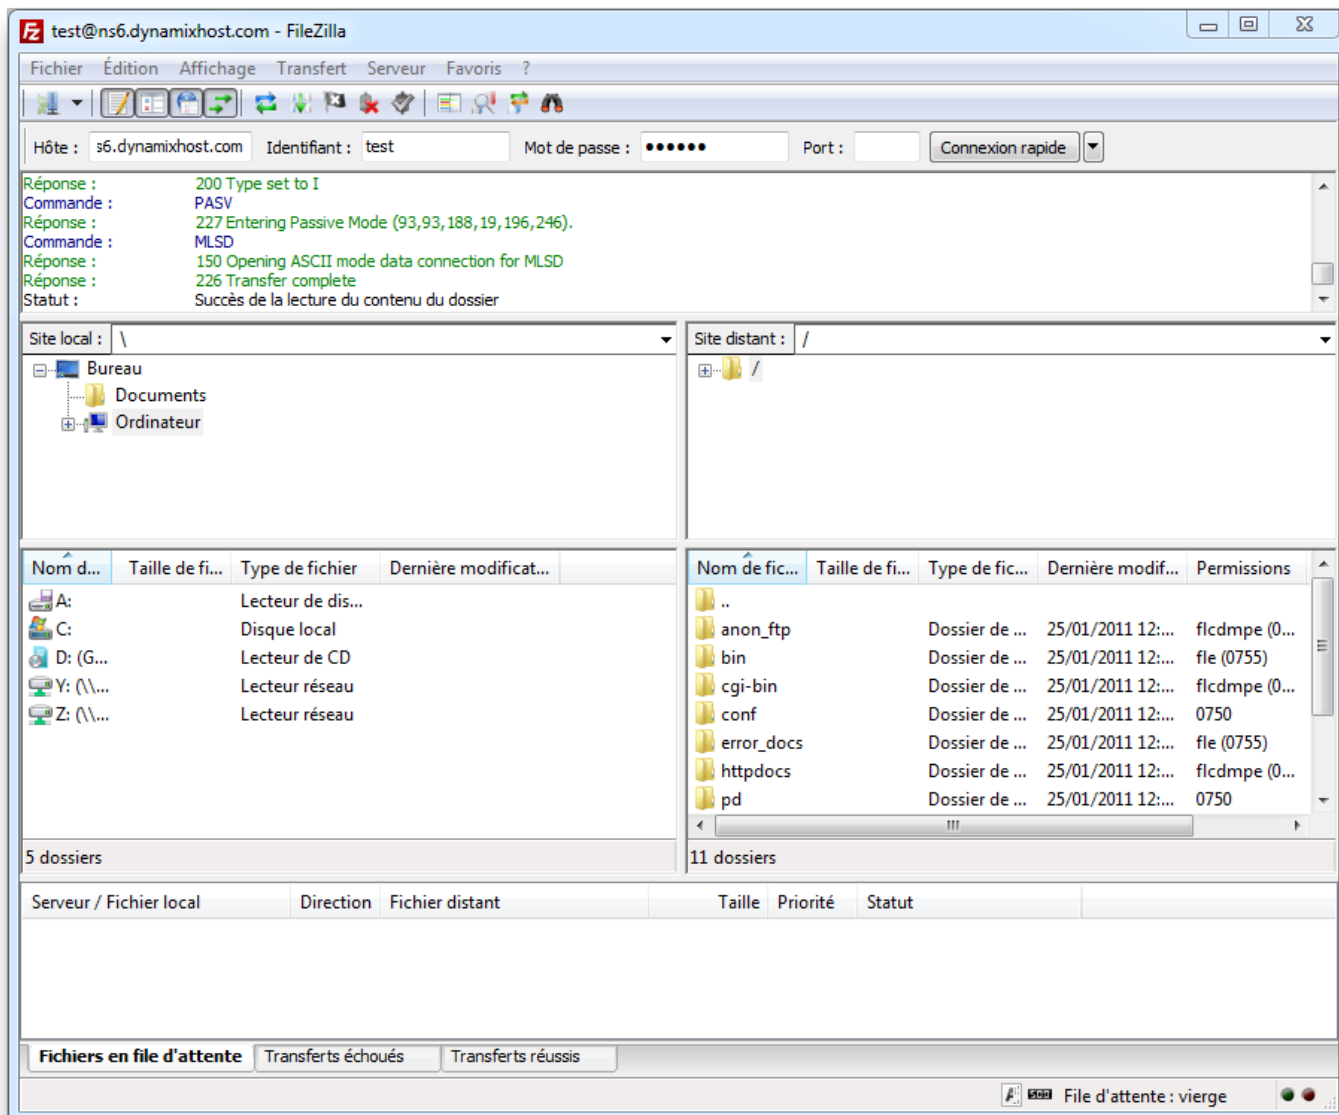 test@ns6.dynamixhost.com - FileZilla
Fichier Édition Affichage Transfert Serveur Favoris ?
Hôte : s6.dynamixhost.com Identifiant : test Mot de passe : •••••• Port : Connexion rapide
Réponse : 200 Type set to I
Commande : PASV
Réponse : 227 Entering Passive Mode (93,93,188,19,196,246).
Commande : MLSD
Réponse : 150 Opening ASCII mode data connection for MLSD
Réponse : 226 Transfer complete
Statut : Succès de la lecture du contenu du dossier
Site local : \ Site distant : /
Bureau /
Documents
Ordinateur
Nom d... Taille de fi... Type de fichier Dernière modificat... Nom de fic... Taille de fi... Type de fic... Dernière modif... Permissions
A: Lecteur de dis... ..
C: Disque local anon_ftp Dossier de ... 25/01/2011 12:... flcdmpe (0...
D: (G... Lecteur de CD bin Dossier de ... 25/01/2011 12:... fle (0755)
Y: (\\... Lecteur réseau cgi-bin Dossier de ... 25/01/2011 12:... flcdmpe (0...
Z: (\\... Lecteur réseau conf Dossier de ... 25/01/2011 12:... 0750
error_docs Dossier de ... 25/01/2011 12:... fle (0755)
httpdocs Dossier de ... 25/01/2011 12:... flcdmpe (0...
pd Dossier de ... 25/01/2011 12:... 0750
5 dossiers 11 dossiers
Serveur / Fichier local Direction Fichier distant Taille Priorité Statut
Fichiers en file d'attente Transferts échoués Transferts réussis
File d'attente : vierge